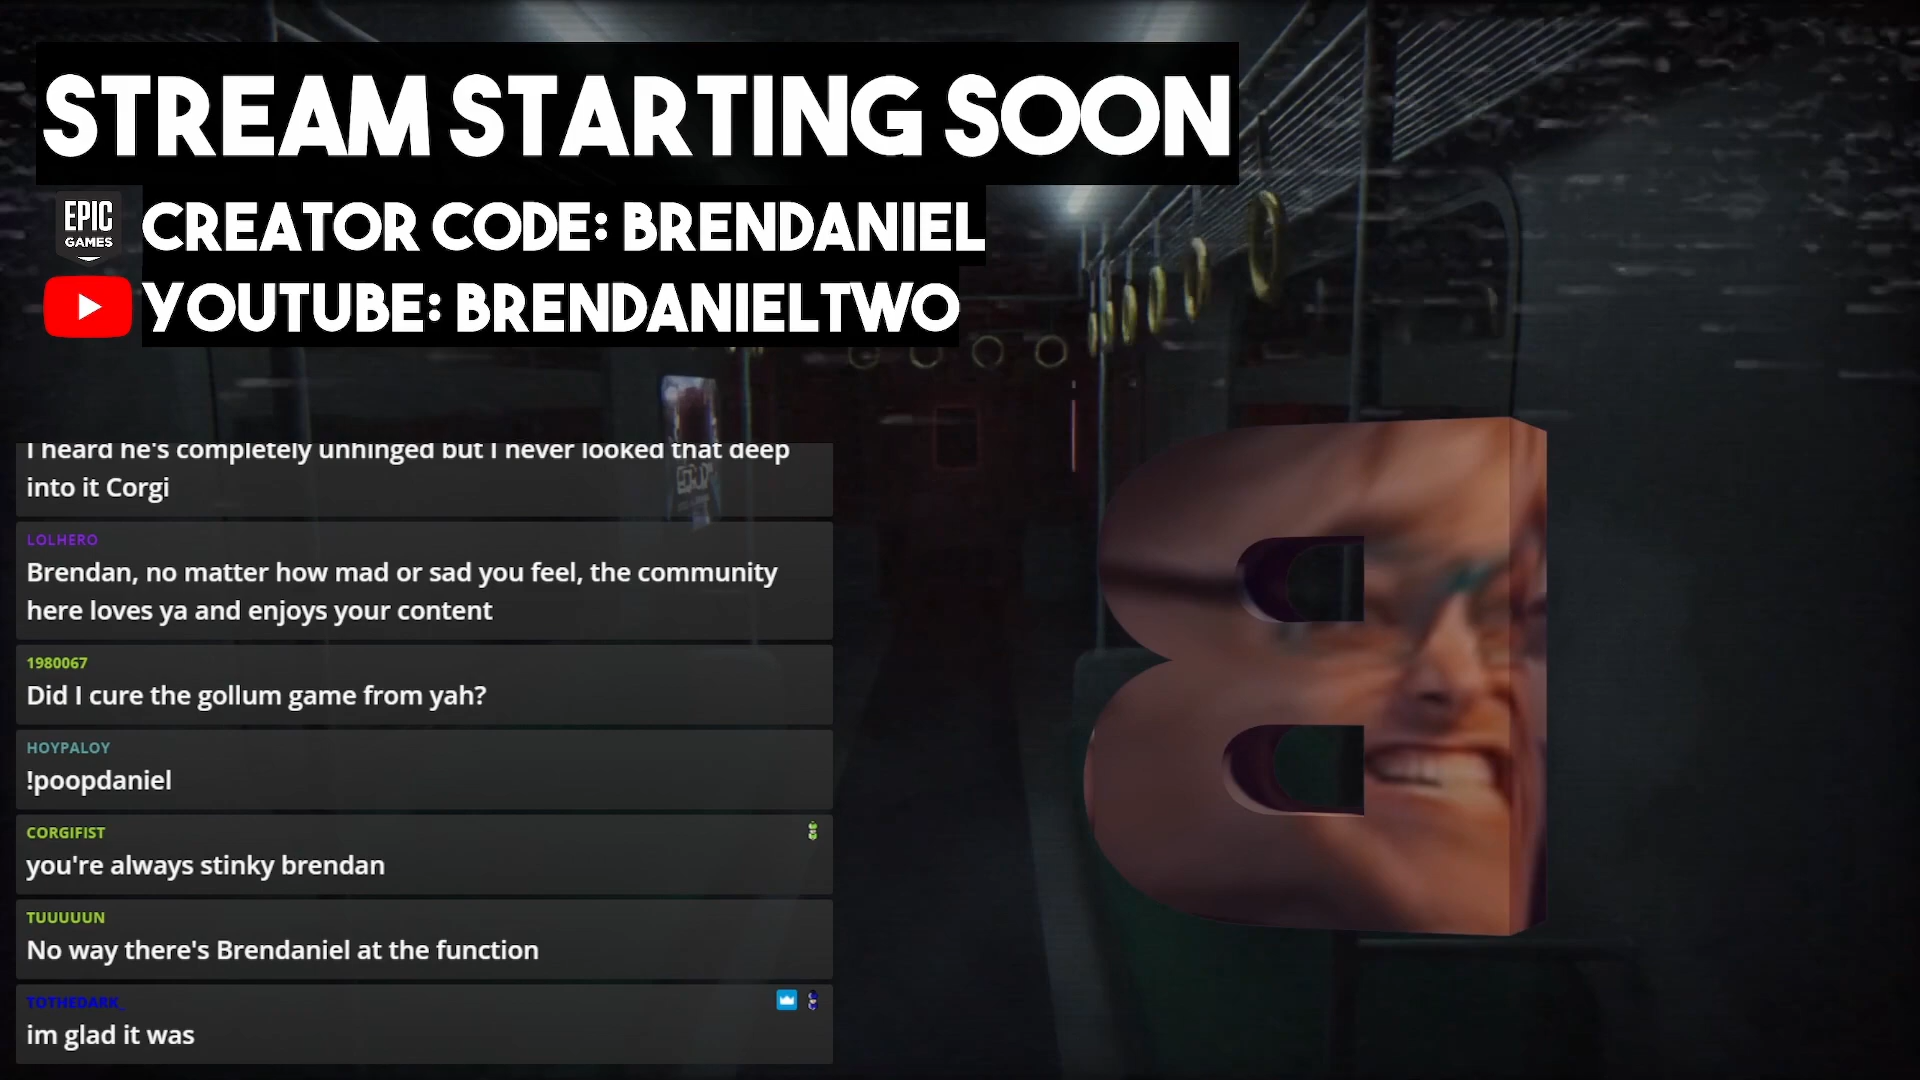 STREAM STARTING SOON
EPIC
GAMES
CREATOR CODE: BRENDANIEL
YOUTUBE: BRENDANIELTWO
I heard he's completely unhinged but I never looked that deep
into it Corgi
LOLHERO
Brendan, no matter how mad or sad you feel, the community
here loves ya and enjoys your content
1980067
Did I cure the gollum game from yah?
HOYPALOY
!poopdaniel
CORGIFIST
you're always stinky brendan
TUUUUUN
No way there's Brendaniel at the function
TOTHEDARK_
im glad it was
B